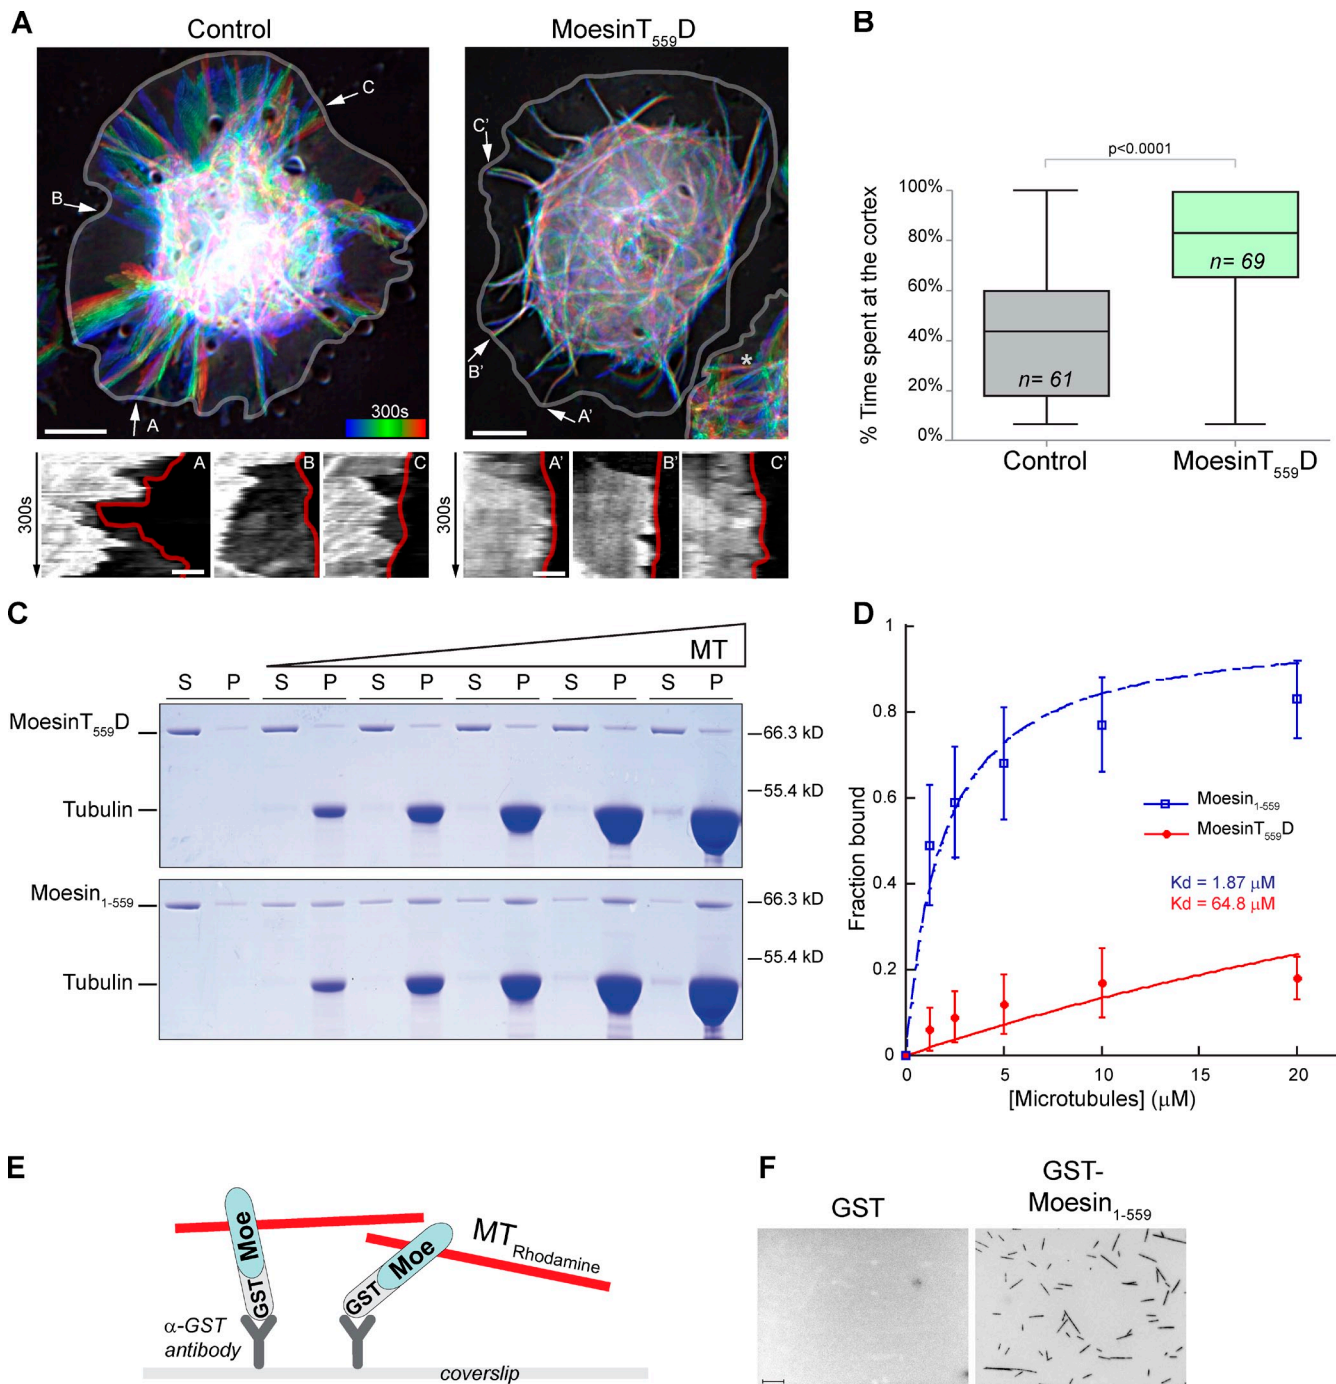 A
Control
MoesinT559D
C
B
A
300s
C'
B'
A'
*
300s
A
B
C
300s
A'
B'
C'
B
p<0.0001
% Time spent at the cortex
100%
80%
60%
40%
20%
0%
n= 61
n= 69
Control
MoesinT559D
C
MT
S P S P S P S P S P S P
MoesinT559D
Tubulin
66.3 kD
55.4 kD
Moesin1-559
Tubulin
66.3 kD
55.4 kD
D
Fraction bound
1
0.8
0.6
0.4
0.2
0
Moesin1-559
MoesinT559D
Kd = 1.87 μM
Kd = 64.8 μM
0 5 10 15 20
[Microtubules] (μM)
E
Moe
GST
Moe
GST
MTRhodamine
α-GST
antibody
coverslip
F
GST
GST-
Moesin1-559